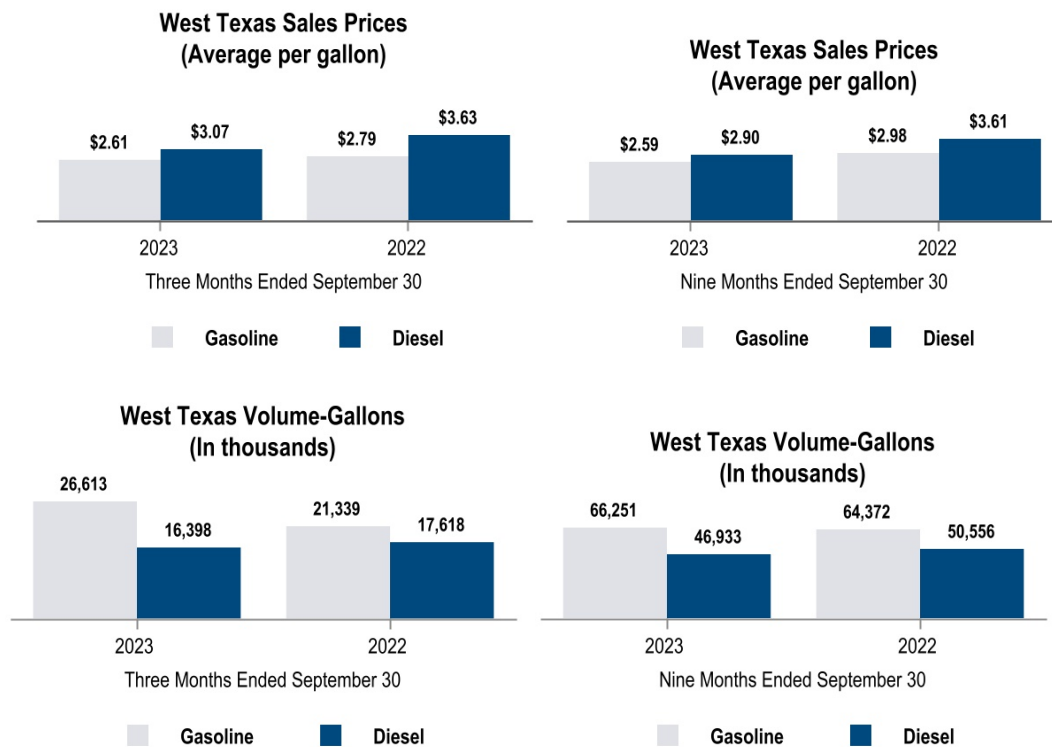 West Texas Sales Prices
(Average per gallon)
$2.61
$3.07
$2.79
$3.63
2023
2022
Three Months Ended September 30
Gasoline
Diesel
West Texas Sales Prices
(Average per gallon)
$2.59
$2.90
$2.98
$3.61
2023
2022
Nine Months Ended September 30
Gasoline
Diesel
West Texas Volume-Gallons
(In thousands)
26,613
16,398
21,339
17,618
2023
2022
Three Months Ended September 30
Gasoline
Diesel
West Texas Volume-Gallons
(In thousands)
66,251
46,933
64,372
50,556
2023
2022
Nine Months Ended September 30
Gasoline
Diesel